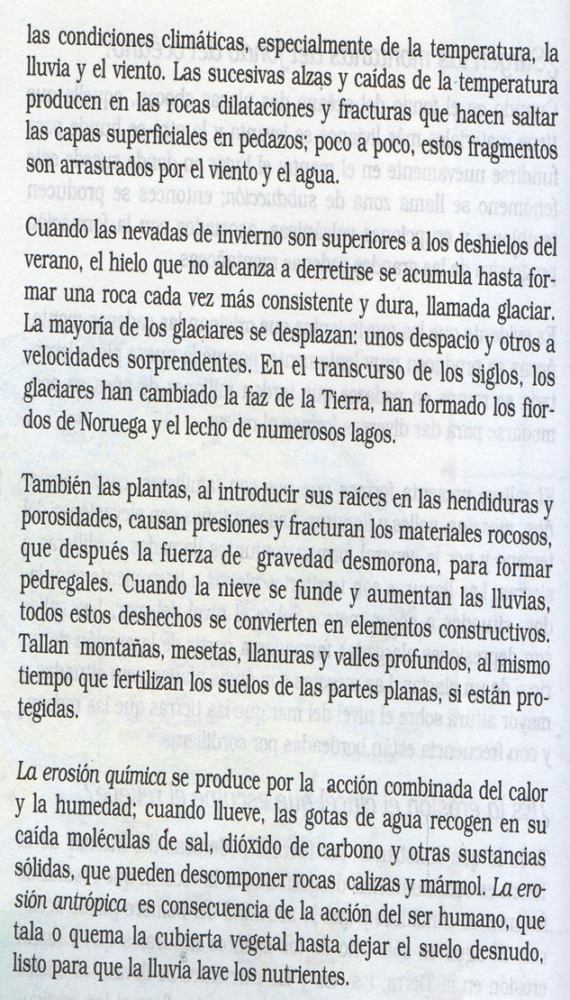 las condiciones climáticas, especialmente de la temperatura, la
lluvia y el viento. Las sucesivas alzas y caídas de la temperatura
producen en las rocas dilataciones y fracturas que hacen saltar
las capas superficiales en pedazos; poco a poco, estos fragmentos
son arrastrados por el viento y el agua.
Cuando las nevadas de invierno son superiores a los deshielos del
verano, el hielo que no alcanza a derretirse se acumula hasta for-
mar una roca cada vez más consistente y dura, llamada glaciar.
La mayoría de los glaciares se desplazan: unos despacio y otros a
velocidades sorprendentes. En el transcurso de los siglos, los
glaciares han cambiado la faz de la Tierra, han formado los fior-
dos de Noruega y el lecho de numerosos lagos.
También las plantas, al introducir sus raíces en las hendiduras y
porosidades, causan presiones y fracturan los materiales rocosos,
que después la fuerza de gravedad desmorona, para formar
pedregales. Cuando la nieve se funde y aumentan las lluvias,
todos estos deshechos se convierten en elementos constructivos.
Tallan montañas, mesetas, llanuras y valles profundos, al mismo
tiempo que fertilizan los suelos de las partes planas, si están pro-
tegidas.
La erosión química se produce por la acción combinada del calor
y la humedad; cuando llueve, las gotas de agua recogen en su
caída moléculas de sal, dióxido de carbono y otras sustancias
sólidas, que pueden descomponer rocas calizas y mármol. La ero-
sión antrópica es consecuencia de la acción del ser humano, que
tala o quema la cubierta vegetal hasta dejar el suelo desnudo,
listo para que la lluvia lave los nutrientes.